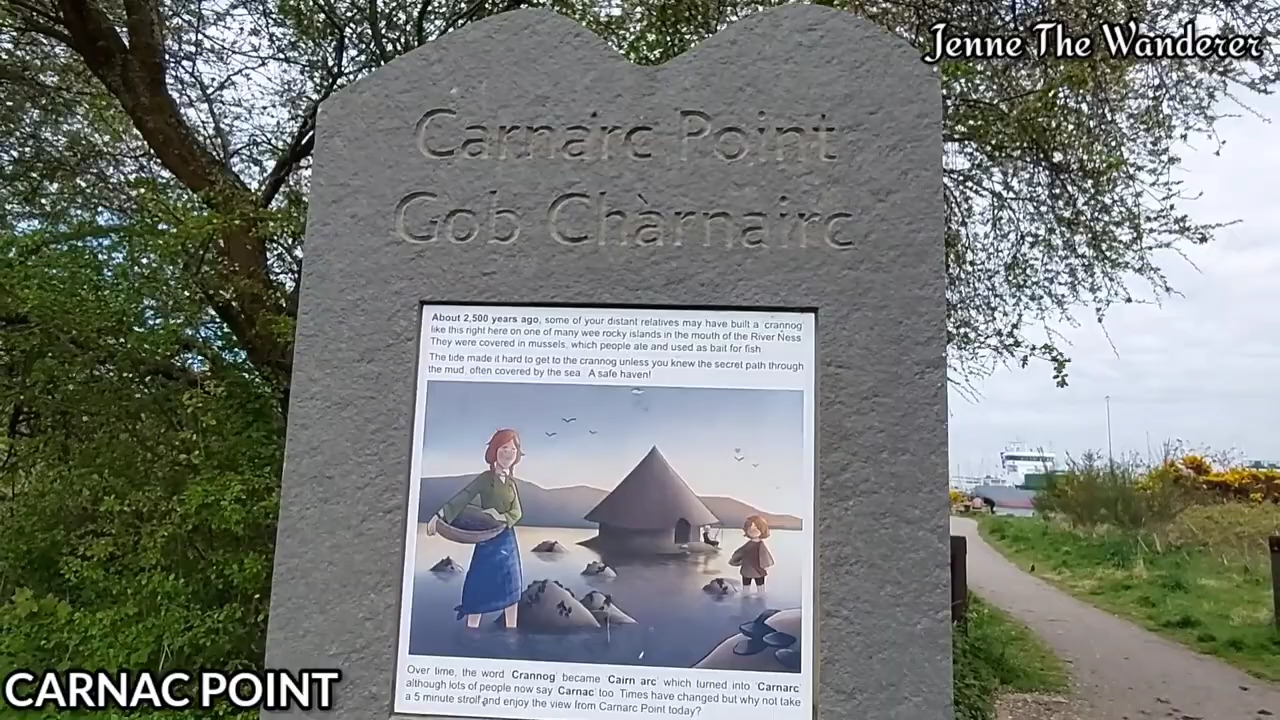 Jenne The Wanderer
Carnarc Point
Gob Chàrnairc
About 2,500 years ago, some of your distant relatives may have built a 'crannog'
like this right here on one of many wee rocky islands in the mouth of the River Ness
They were covered in mussels, which people ate and used as bait for fish
The tide made it hard to get to the crannog unless you knew the secret path through
the mud, often covered by the sea. A safe haven!
Over time, the word 'Crannog' became 'Cairn arc' which turned into 'Carnarc'
although lots of people now say 'Carnac' too. Times have changed but why not take
a 5 minute stroll and enjoy the view from Carnarc Point today?
CARNAC POINT